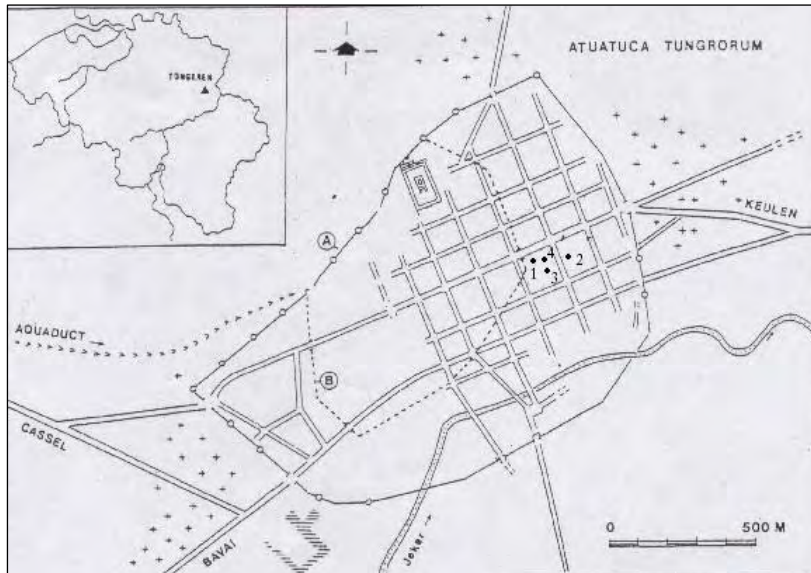 TONGEREN
ATUATUCA TUNGRORUM
KEULEN
A
4
1
2
3
AQUADUCT
B
CASSEL
BAVAI
Jeker
0 500 M